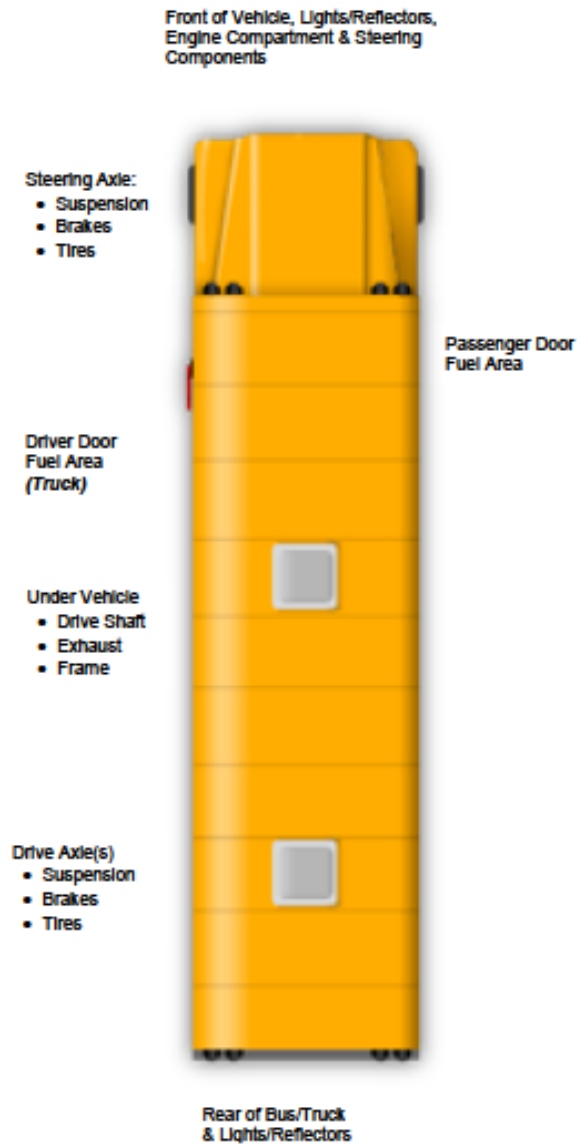 Front of Vehicle, Lights/Reflectors,
Engine Compartment & Steering
Components
Steering Axle:
• Suspension
• Brakes
• Tires
Passenger Door
Fuel Area
Driver Door
Fuel Area
(Truck)
Under Vehicle
• Drive Shaft
• Exhaust
• Frame
Drive Axle(s)
• Suspension
• Brakes
• Tires
Rear of Bus/Truck
& Lights/Reflectors